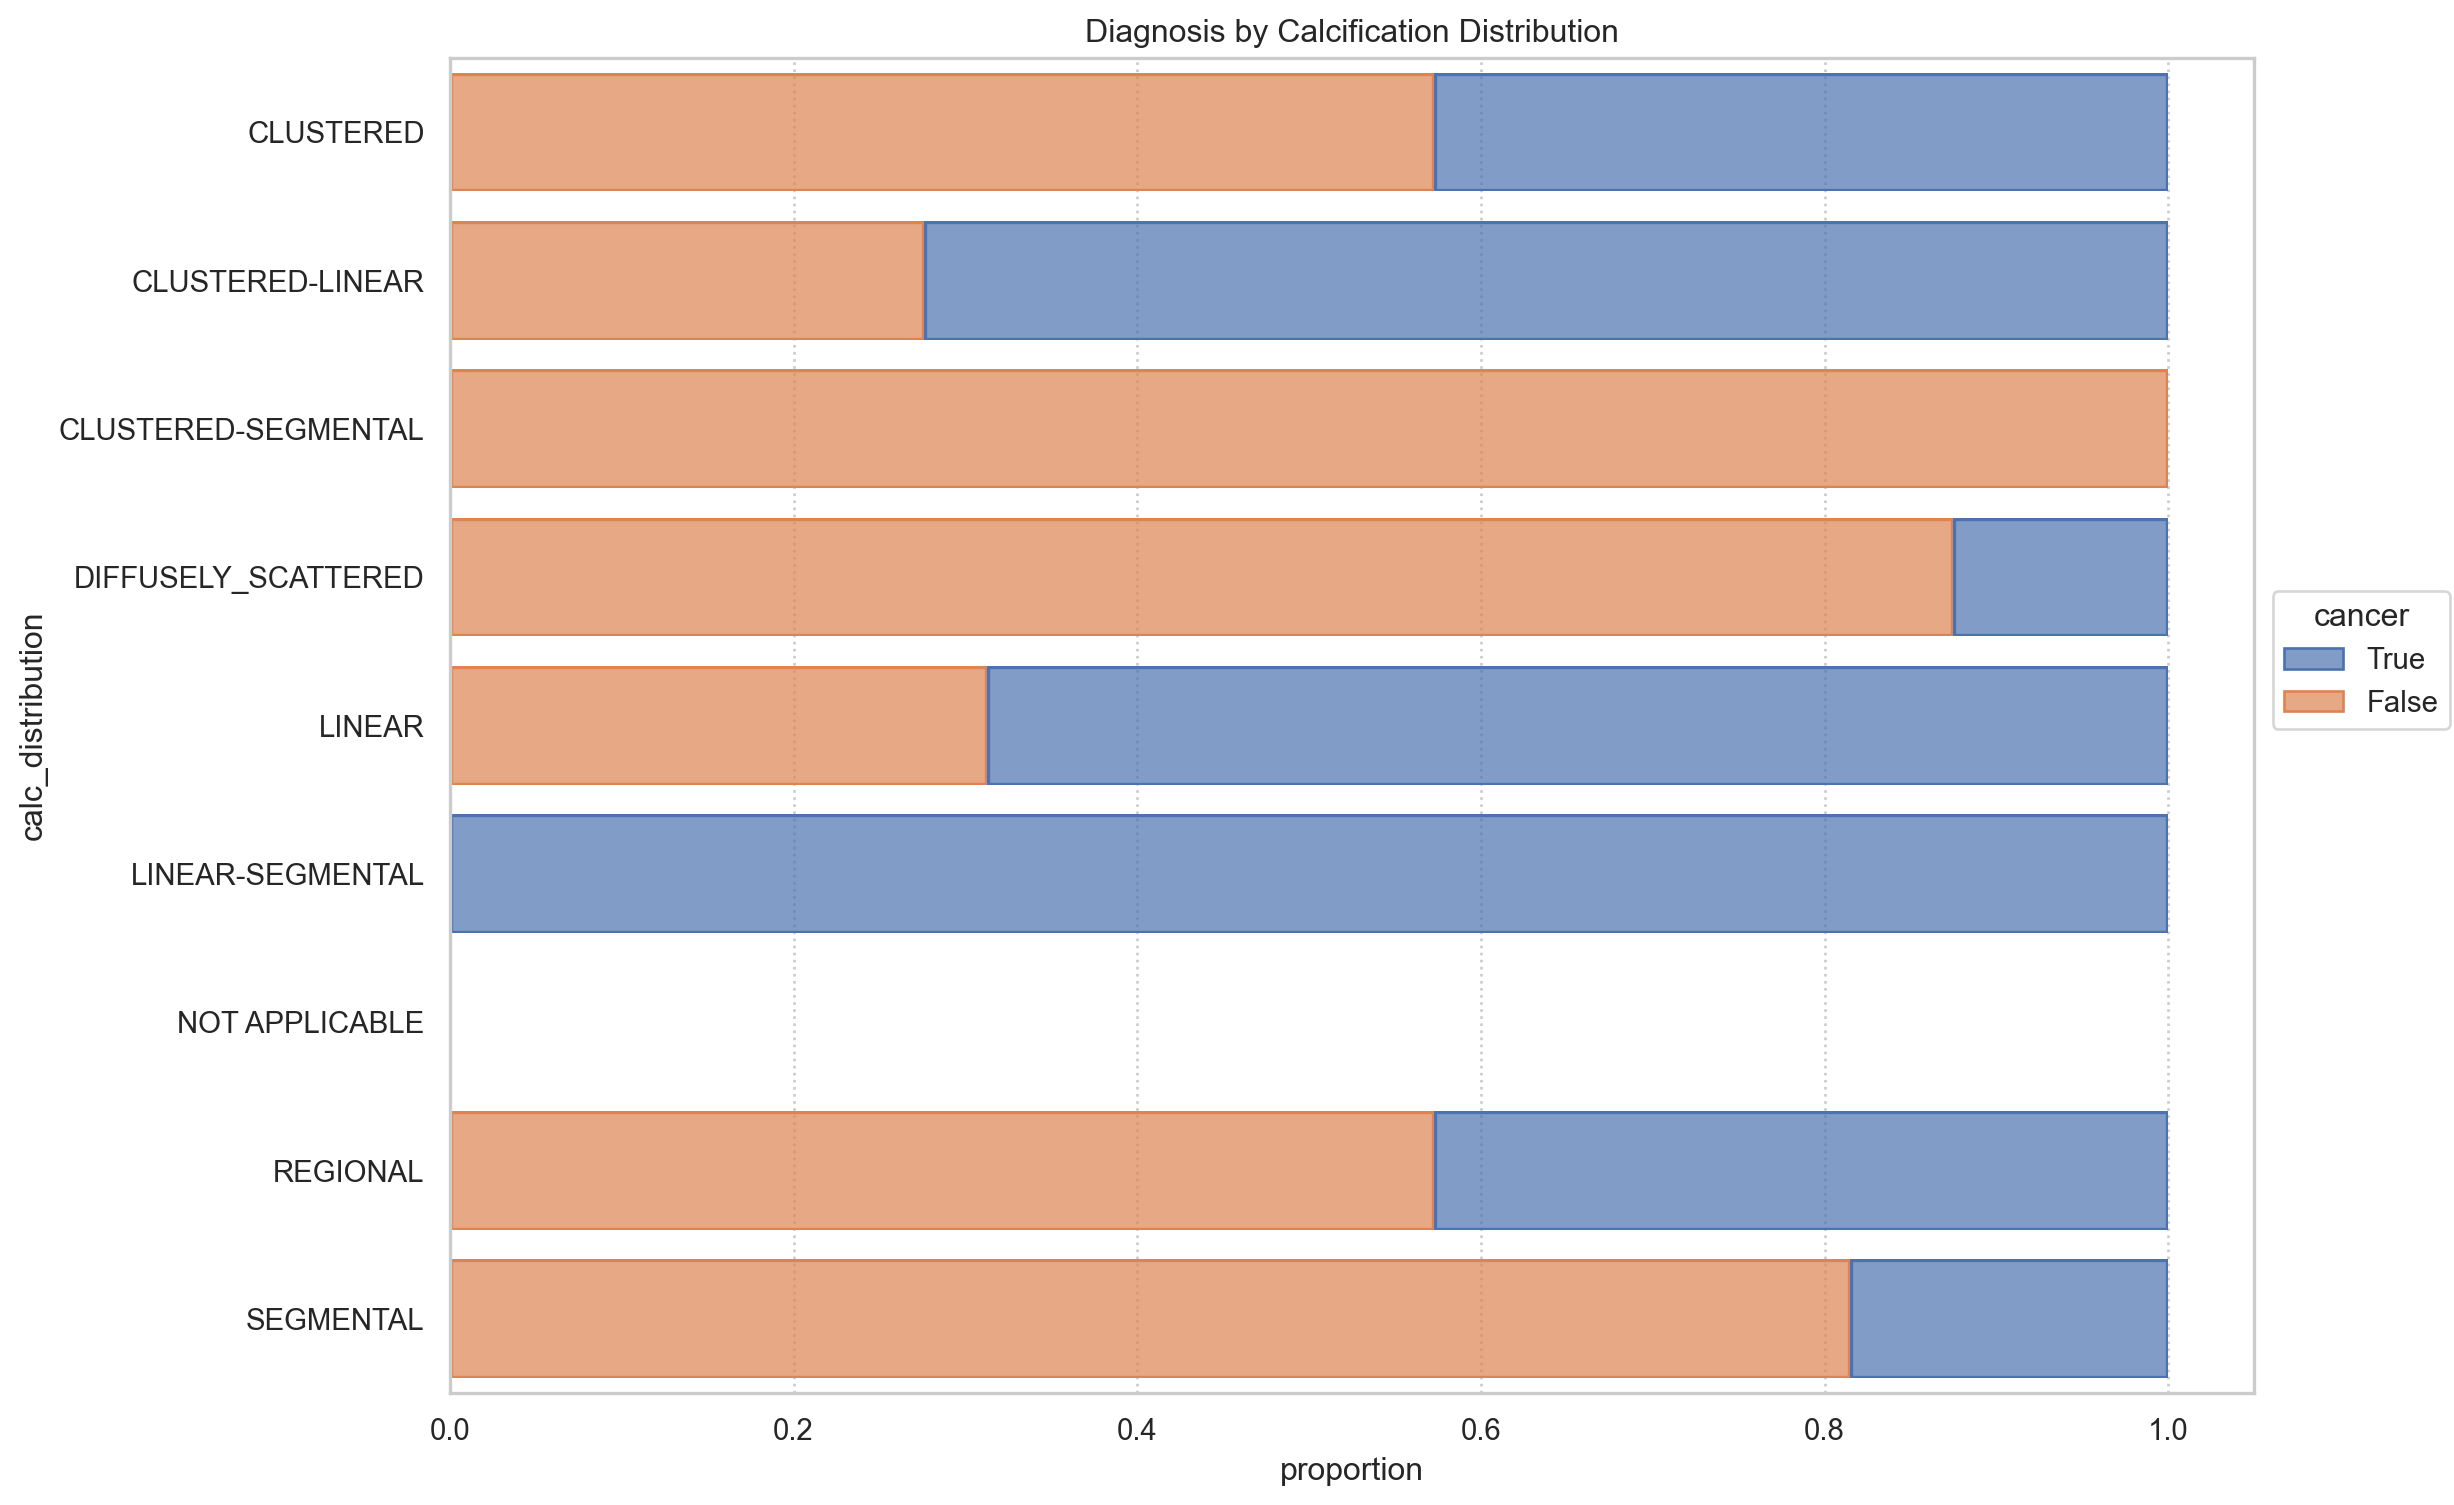 Diagnosis by Calcification Distribution
calc_distribution
CLUSTERED
CLUSTERED-LINEAR
CLUSTERED-SEGMENTAL
DIFFUSELY_SCATTERED
LINEAR
LINEAR-SEGMENTAL
NOT APPLICABLE
REGIONAL
SEGMENTAL
0.0 0.2 0.4 0.6 0.8 1.0
proportion
cancer
True
False